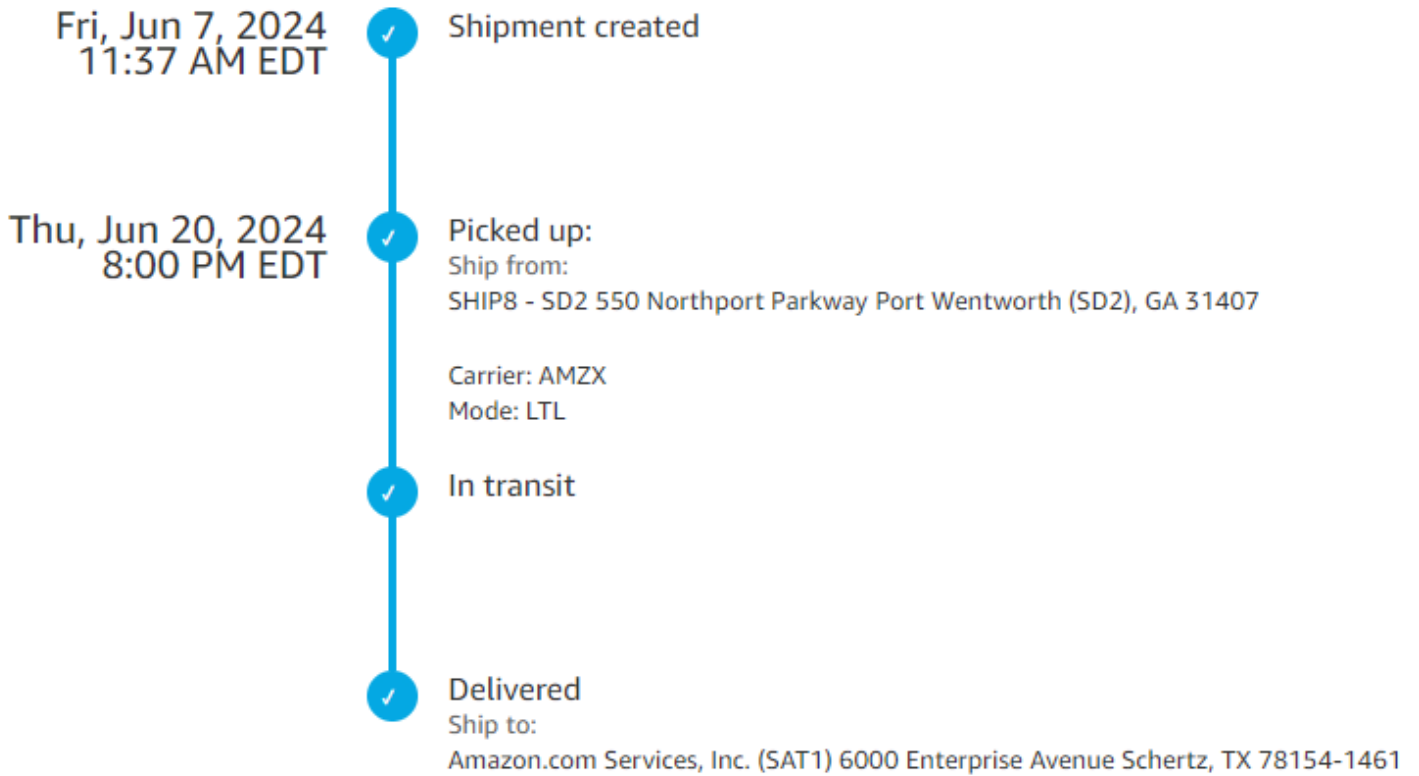 Fri, Jun 7, 2024
11:37 AM EDT
Shipment created
Thu, Jun 20, 2024
8:00 PM EDT
Picked up:
Ship from:
SHIP8 - SD2 550 Northport Parkway Port Wentworth (SD2), GA 31407
Carrier: AMZX
Mode: LTL
In transit
Delivered
Ship to:
Amazon.com Services, Inc. (SAT1) 6000 Enterprise Avenue Schertz, TX 78154-1461